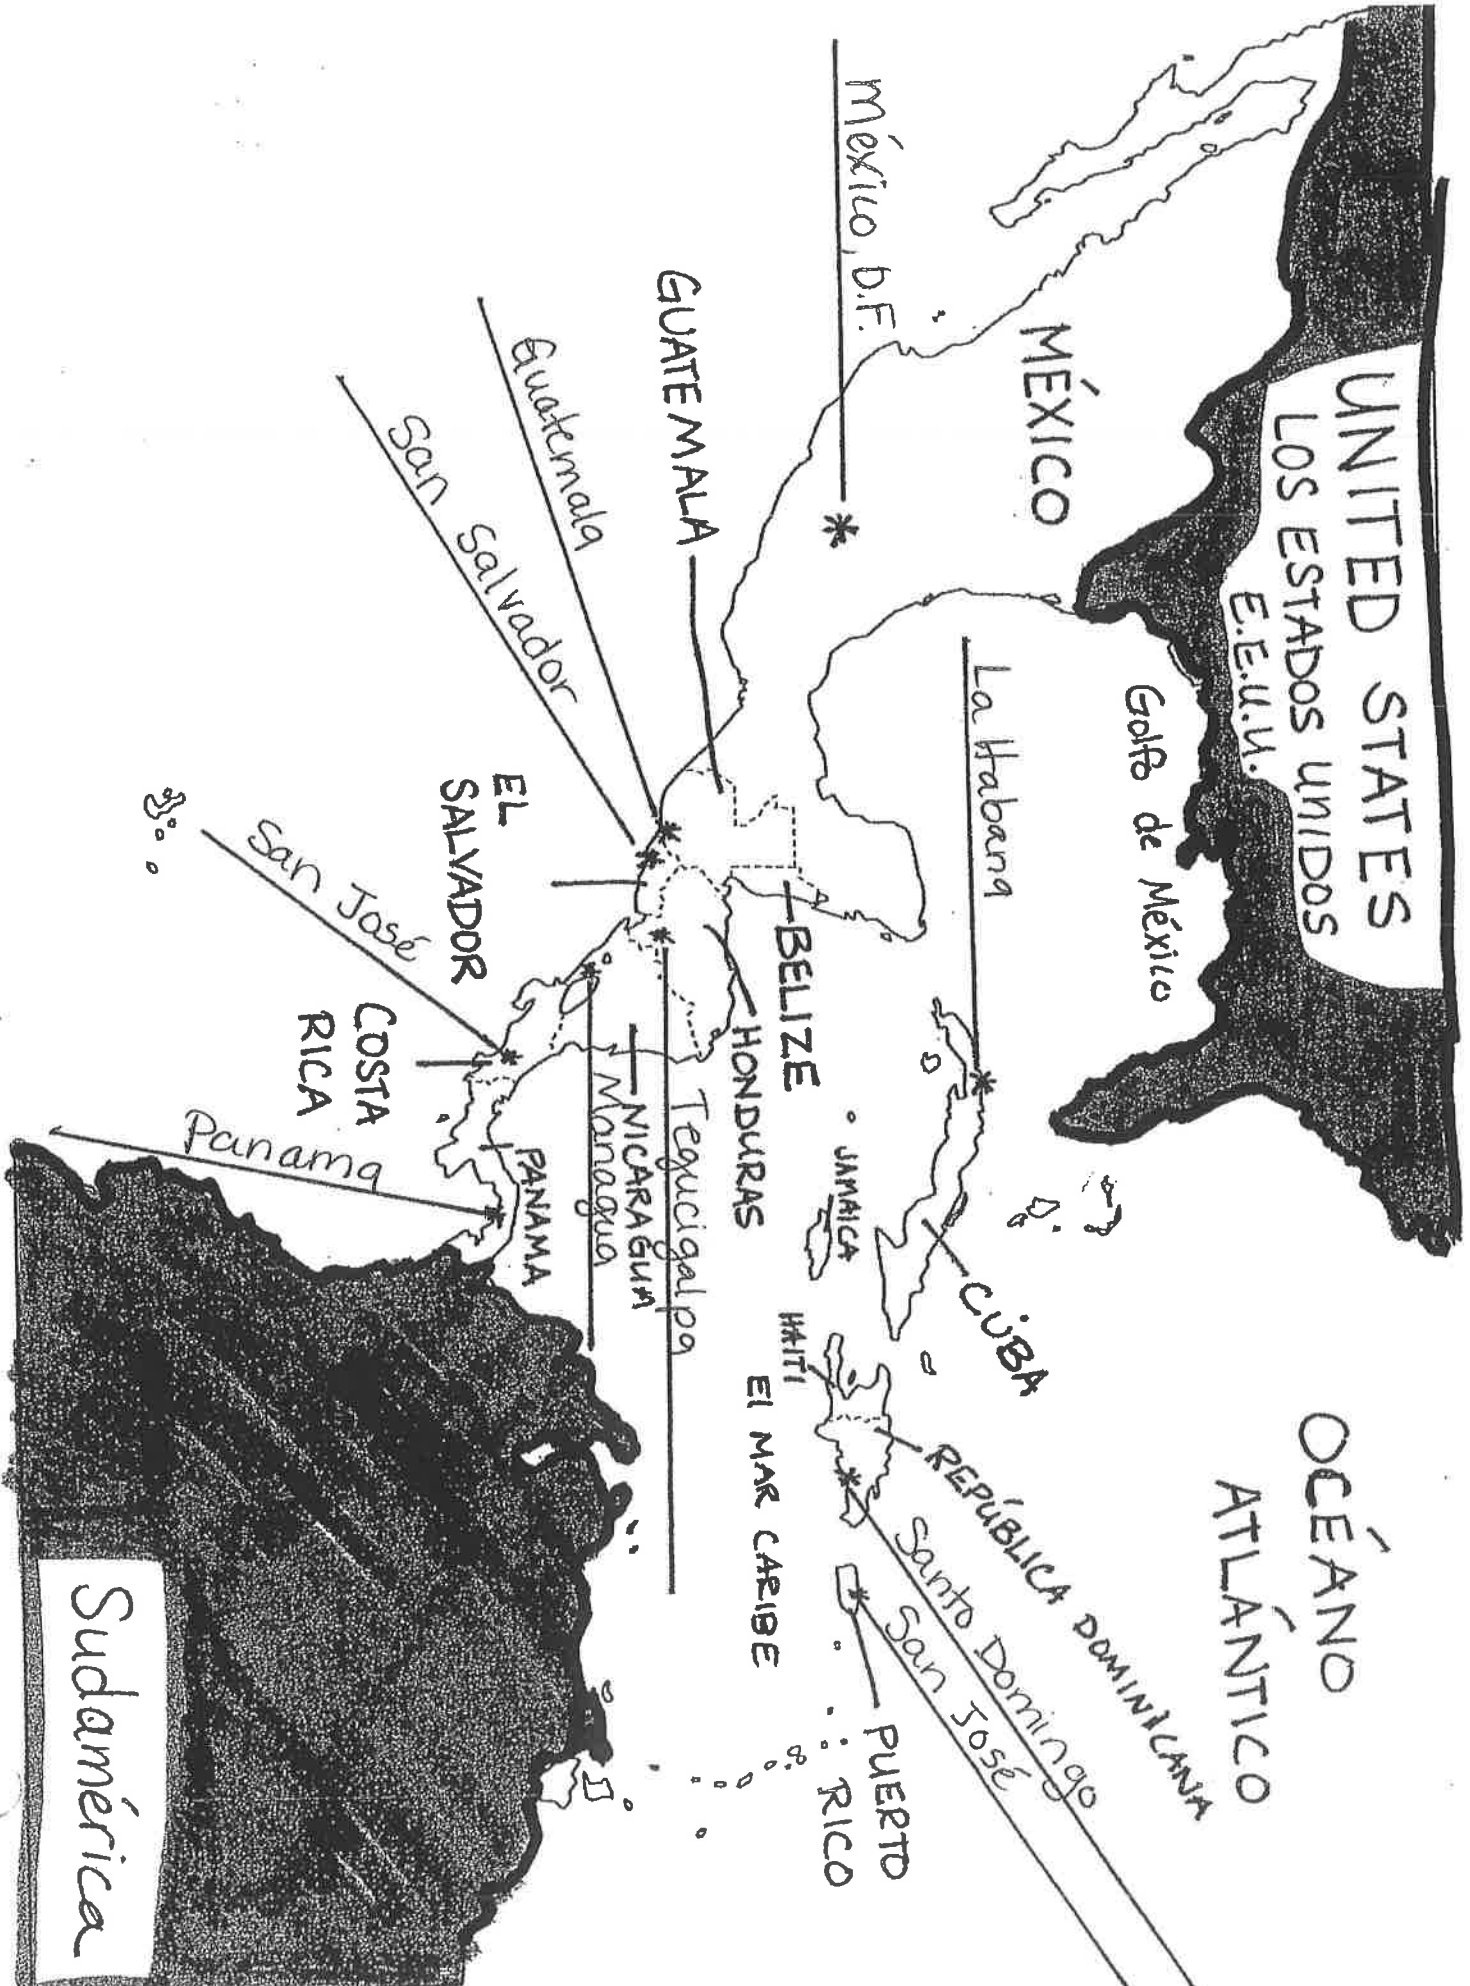 UNITED STATES
LOS ESTADOS UNIDOS
E.E.U.U.
OCÉANO
ATLÁNTICO
Golfo de México
MÉXICO
México, D.F.
La Habana
CÚBA
REPÚBLICA DOMINICANA
Santo Domingo
San José
PUERTO
RICO
JAMAICA
HAITI
El MAR CARIBE
BELIZE
HONDURAS
GUATEMALA
Guatemala
San Salvador
Tegucigalpa
NICARAGUA
Managua
EL
SALVADOR
San José
COSTA
RICA
PANAMA
Panama
Sudamérica